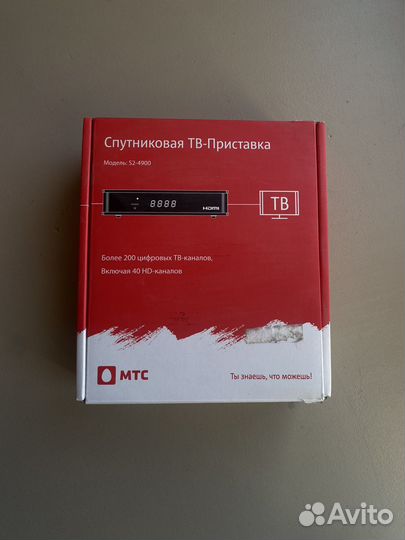 Спутниковая ТВ-Приставка
Модель: S2-4900
8888
HDMI
ТВ
Более 200 цифровых ТВ-каналов,
Включая 40 HD-каналов
МТС
Ты знаешь, что можешь!
Avito